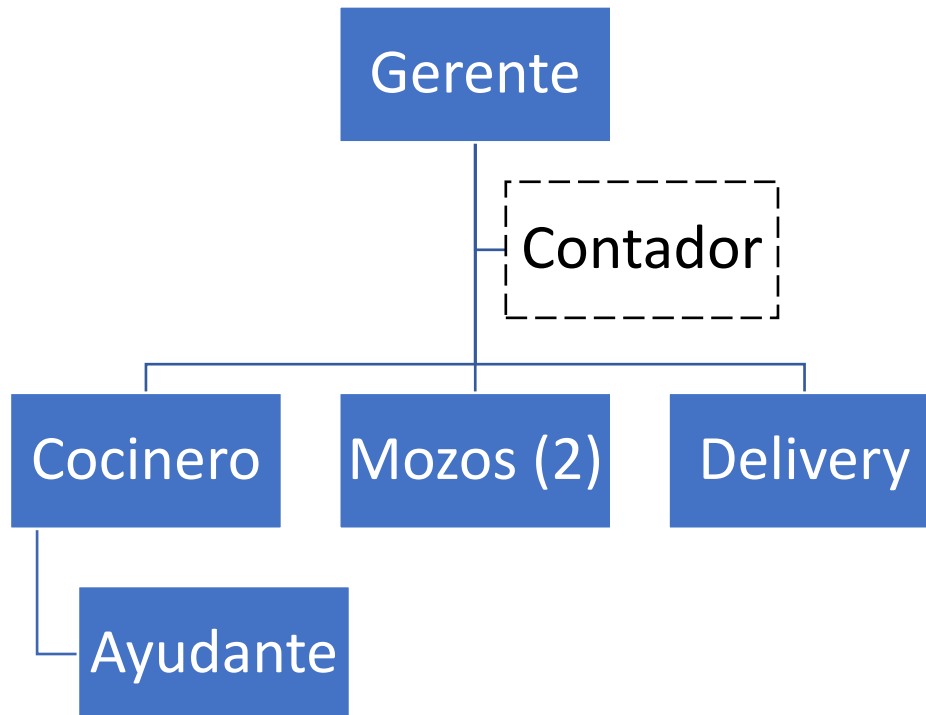 Gerente
Contador
Cocinero
Mozos (2)
Delivery
Ayudante